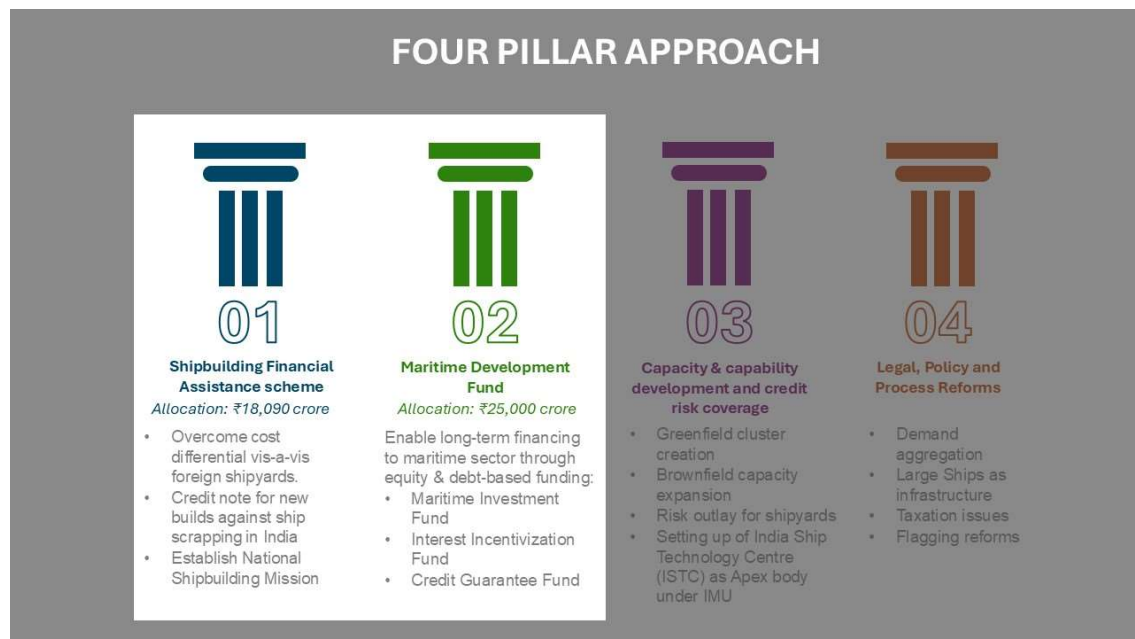 FOUR PILLAR APPROACH
01
Shipbuilding Financial
Assistance scheme
Allocation: ₹18,090 crore
• Overcome cost
differential vis-a-vis
foreign shipyards.
• Credit note for new
builds against ship
scrapping in India
• Establish National
Shipbuilding Mission
02
Maritime Development
Fund
Allocation: ₹25,000 crore
Enable long-term financing
to maritime sector through
equity & debt-based funding:
• Maritime Investment
Fund
• Interest Incentivization
Fund
• Credit Guarantee Fund
03
Capacity & capability
development and credit
risk coverage
• Greenfield cluster
creation
• Brownfield capacity
expansion
• Risk outlay for shipyards
• Setting up of India Ship
Technology Centre
(ISTC) as Apex body
under IMU
04
Legal, Policy and
Process Reforms
• Demand
aggregation
• Large Ships as
infrastructure
• Taxation issues
• Flagging reforms